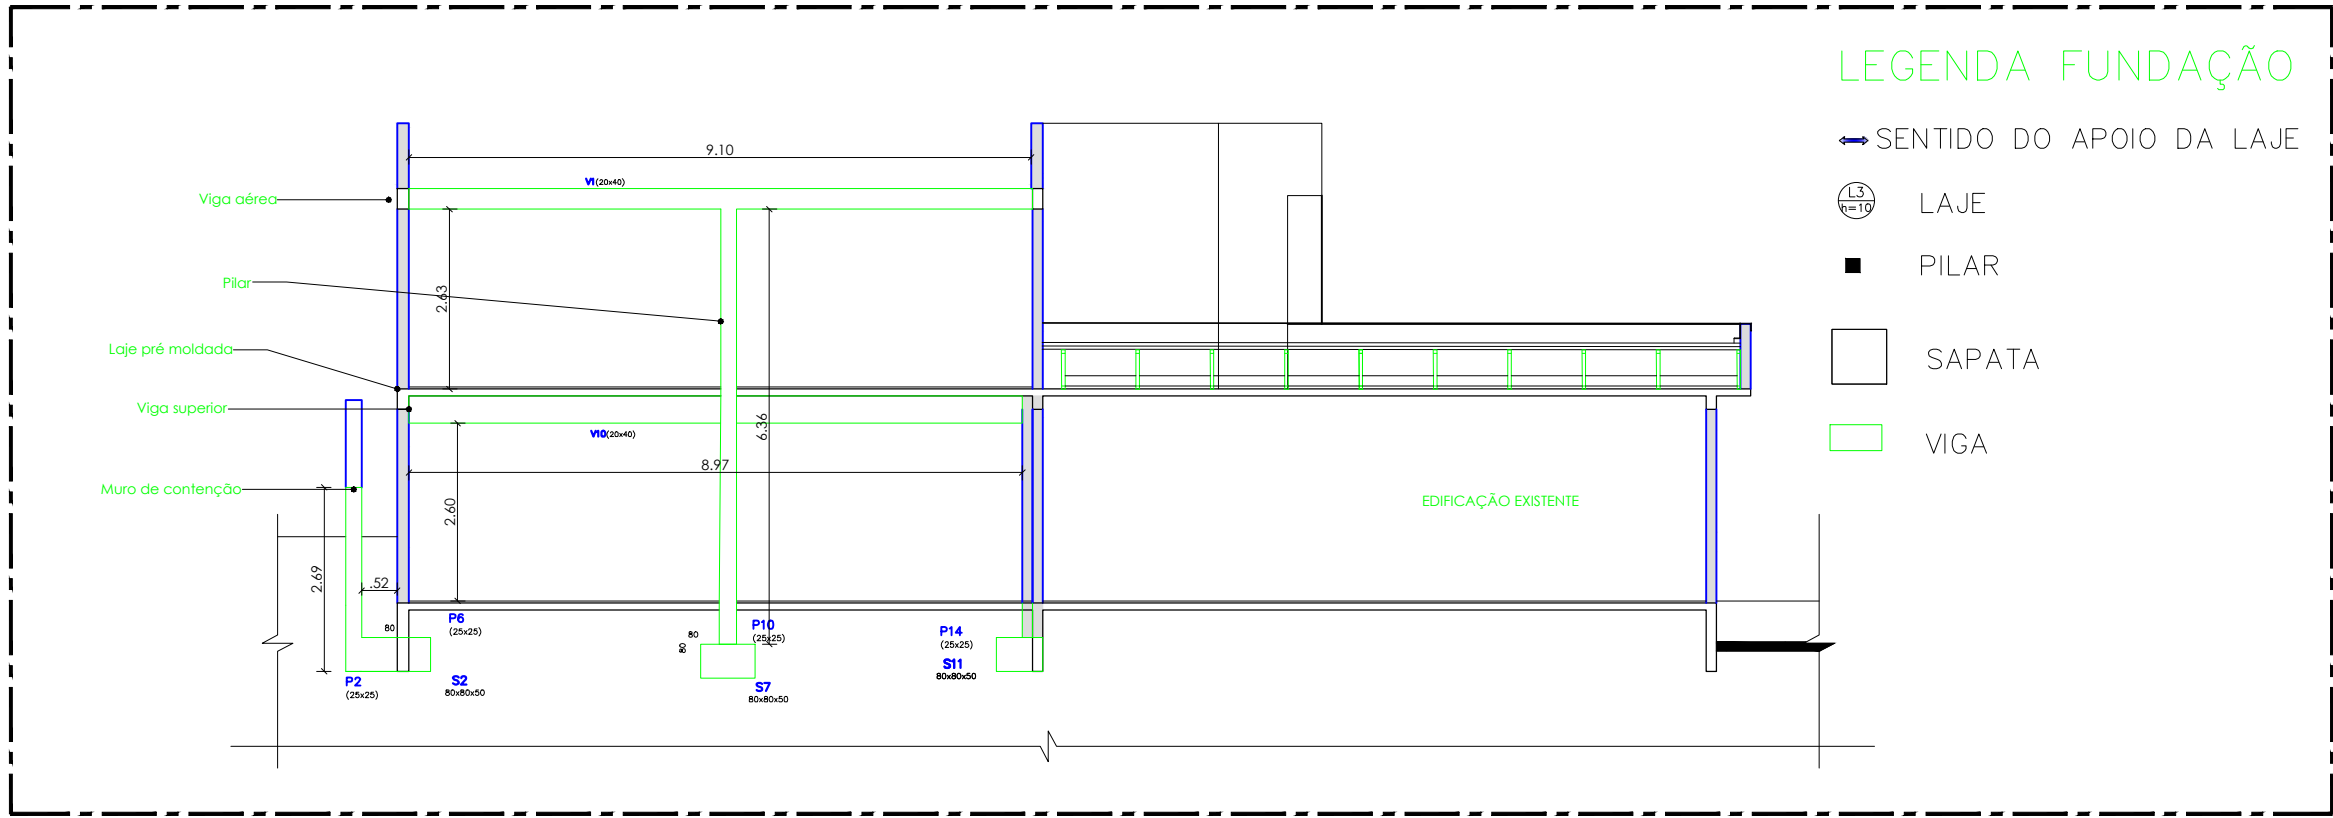 LEGENDA FUNDAÇÃO
SENTIDO DO APOIO DA LAJE
L3
h=10
LAJE
PILAR
SAPATA
VIGA
9.10
V1(20x40)
Viga aérea
Pilar
2.63
Laje pré moldada
Viga superior
V10(20x40)
6.36
8.97
Muro de contenção
2.60
EDIFICAÇÃO EXISTENTE
2.69
.52
80
P6
(25x25)
80
80
P10
(25x25)
P14
(25x25)
S11
80x80x50
P2
(25x25)
S2
80x80x50
S7
80x80x50